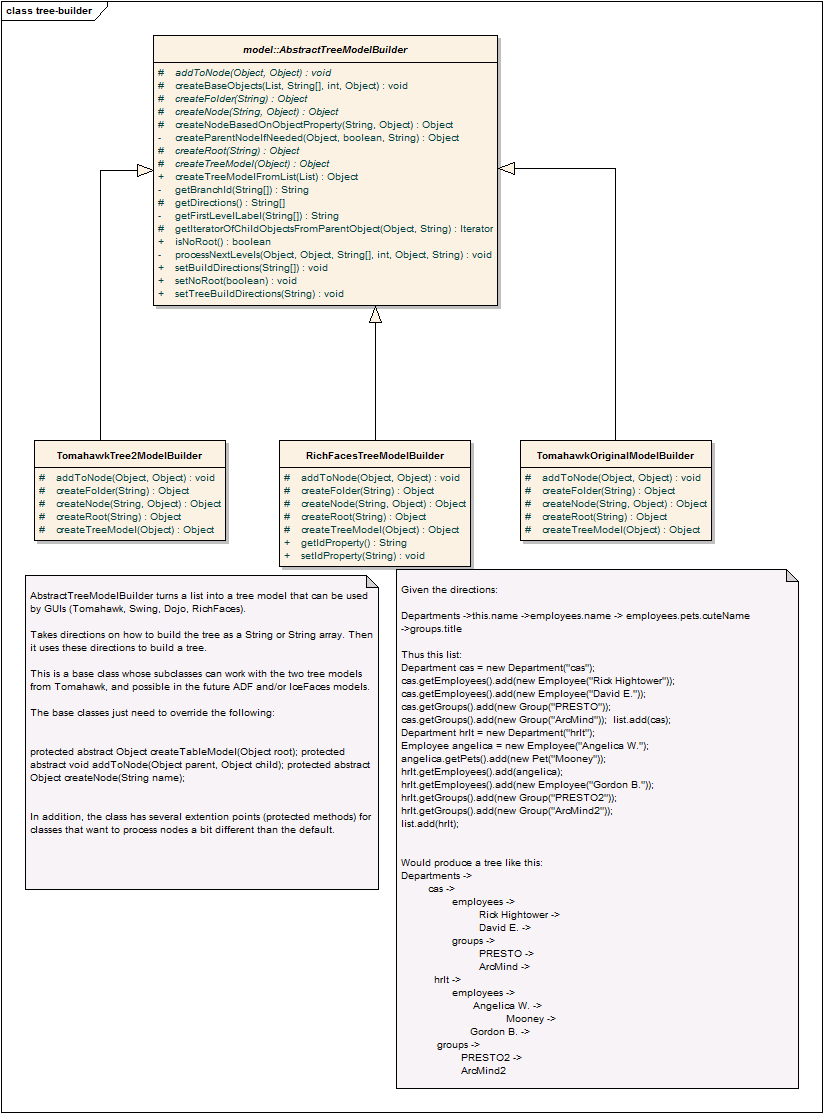 class tree-builder
model::AbstractTreeModelBuilder
# addToNode(Object, Object) : void
# createBaseObjects(List, String[], int, Object) : void
# createFolder(String) : Object
# createNode(String, Object) : Object
# createNodeBasedOnObjectProperty(String, Object) : Object
- createParentNodeIfNeeded(Object, boolean, String) : Object
# createRoot(String) : Object
# createTreeModel(Object) : Object
+ createTreeModelFromList(List) : Object
- getBranchId(String[]) : String
# getDirections() : String[]
- getFirstLevelLabel(String[]) : String
# getIteratorOfChildObjectsFromParentObject(Object, String) : Iterator
+ isNoRoot() : boolean
- processNextLevels(Object, Object, String[], int, Object, String) : void
+ setBuildDirections(String[]) : void
+ setNoRoot(boolean) : void
+ setTreeBuildDirections(String) : void
TomahawkTree2ModelBuilder
# addToNode(Object, Object) : void
# createFolder(String) : Object
# createNode(String, Object) : Object
# createRoot(String) : Object
# createTreeModel(Object) : Object
RichFacesTreeModelBuilder
# addToNode(Object, Object) : void
# createFolder(String) : Object
# createNode(String, Object) : Object
# createRoot(String) : Object
# createTreeModel(Object) : Object
+ getIdProperty() : String
+ setIdProperty(String) : void
TomahawkOriginalModelBuilder
# addToNode(Object, Object) : void
# createFolder(String) : Object
# createNode(String, Object) : Object
# createRoot(String) : Object
# createTreeModel(Object) : Object
AbstractTreeModelBuilder turns a list into a tree model that can be used
by GUIs (Tomahawk, Swing, Dojo, RichFaces).
Takes directions on how to build the tree as a String or String array. Then
it uses these directions to build a tree.
This is a base class whose subclasses can work with the two tree models
from Tomahawk, and possible in the future ADF and/or IceFaces models.
The base classes just need to override the following:
protected abstract Object createTableModel(Object root); protected
abstract void addToNode(Object parent, Object child); protected abstract
Object createNode(String name);
In addition, the class has several extention points (protected methods) for
classes that want to process nodes a bit different than the default.
Given the directions:
Departments ->this.name ->employees.name -> employees.pets.cuteName
->groups.title
Thus this list:
Department cas = new Department("cas");
cas.getEmployees().add(new Employee("Rick Hightower"));
cas.getEmployees().add(new Employee("David E."));
cas.getGroups().add(new Group("PRESTO"));
cas.getGroups().add(new Group("ArcMind")); list.add(cas);
Department hrIt = new Department("hrIt");
Employee angelica = new Employee("Angelica W.");
angelica.getPets().add(new Pet("Mooney"));
hrIt.getEmployees().add(angelica);
hrIt.getEmployees().add(new Employee("Gordon B."));
hrIt.getGroups().add(new Group("PRESTO2"));
hrIt.getGroups().add(new Group("ArcMind2"));
list.add(hrIt);
Would produce a tree like this:
Departments ->
cas ->
employees ->
Rick Hightower ->
David E. ->
groups ->
PRESTO ->
ArcMind ->
hrIt ->
employees ->
Angelica W. ->
Mooney ->
Gordon B. ->
groups ->
PRESTO2 ->
ArcMind2